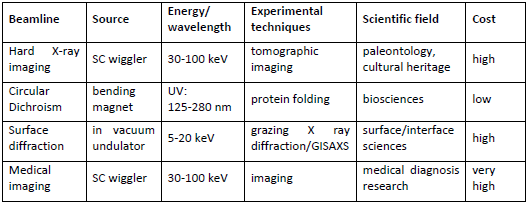 Beamline Source Energy/ Experimental Scientific field Cost
wavelength techniques
Hard X-ray SC wiggler 30-100 keV tomographic paleontology, high
imaging imaging cultural heritage
Circular bending UV: protein folding biosciences low
Dichroism magnet 125-280 nm
Surface in vacuum 5-20 keV grazing X ray surface/interface high
diffraction undulator diffraction/GISAXS sciences
Medical SC wiggler 30-100 keV imaging medical diagnosis very
imaging research high